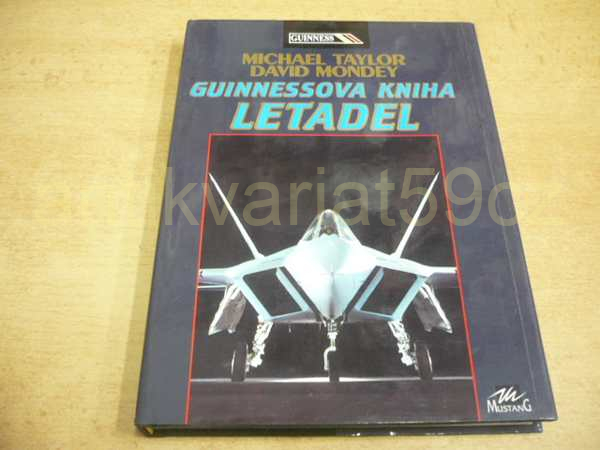 GUINNESS
MICHAEL TAYLOR
DAVID MONDEY
GUINNESSOVA KNIHA
LETADEL
kvariat59c
MUSTANG